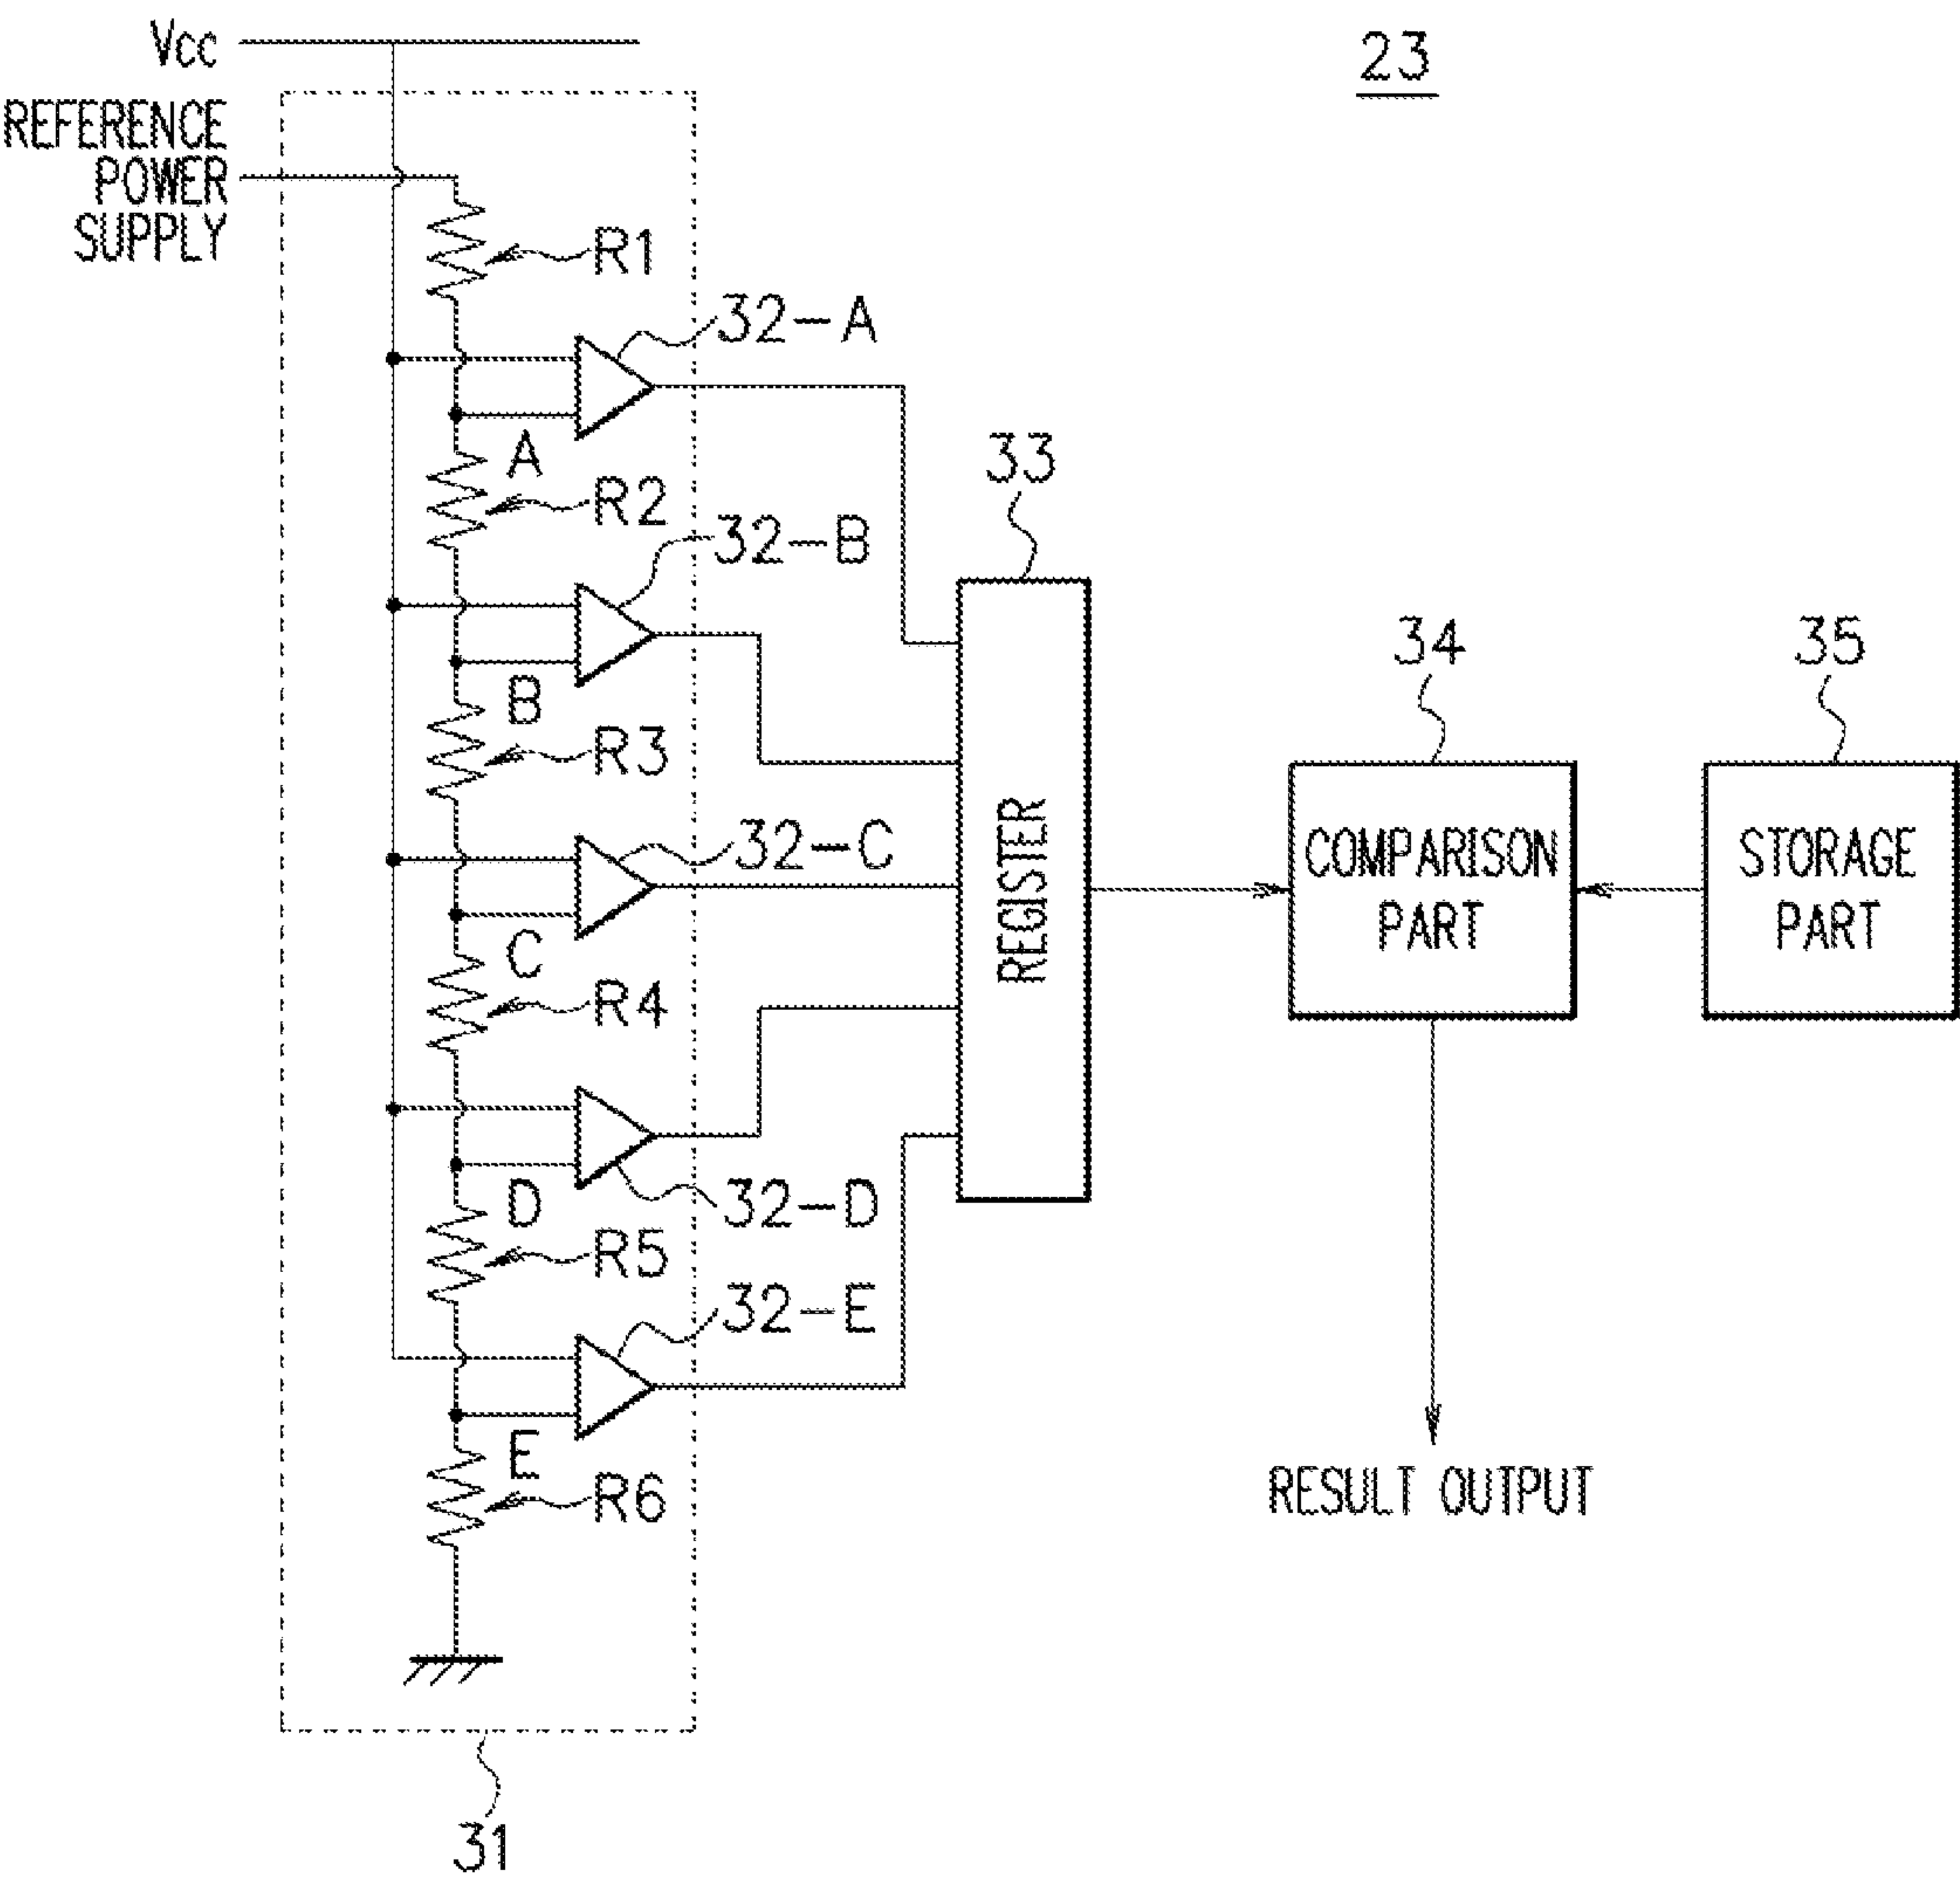 Vcc
23
REFERENCE
POWER
SUPPLY
R1
32-A
A
R2
32-B
33
B
R3
34
35
32-C
REGISTER
COMPARISON
PART
STORAGE
PART
C
R4
D
32-D
R5
32-E
E
R6
RESULT OUTPUT
31